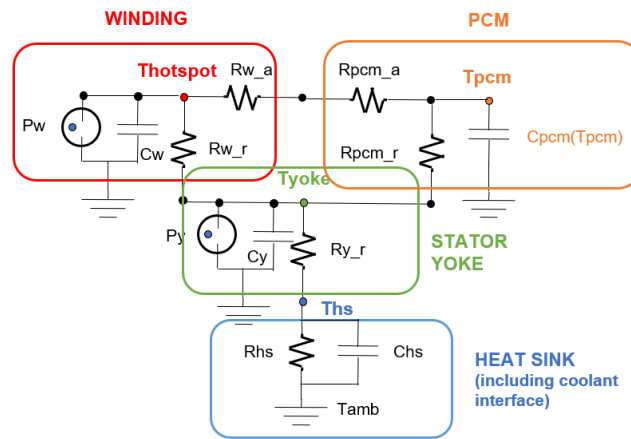 WINDING
PCM
Thotspot
Rw_a
Rpcm_a
Tpcm
Pw
Cw
Rw_r
Rpcm_r
Cpcm(Tpcm)
Tyoke
Py
Cy
Ry_r
STATOR
YOKE
Ths
Rhs
Chs
HEAT SINK
(including coolant
interface)
Tamb